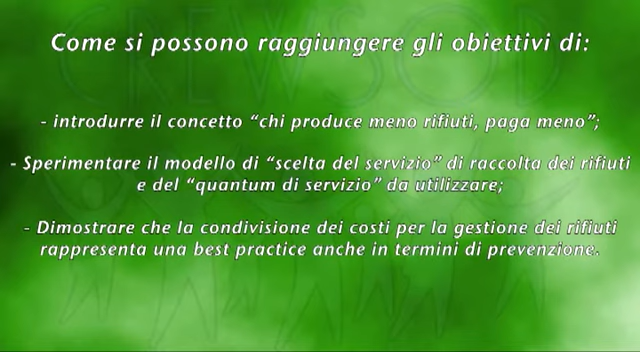 CREW SOD
Come si possono raggiungere gli obiettivi di:
- introdurre il concetto “chi produce meno rifiuti, paga meno”;
- Sperimentare il modello di “scelta del servizio” di raccolta dei rifiuti
e del “quantum di servizio” da utilizzare;
- Dimostrare che la condivisione dei costi per la gestione dei rifiuti
rappresenta una best practice anche in termini di prevenzione.